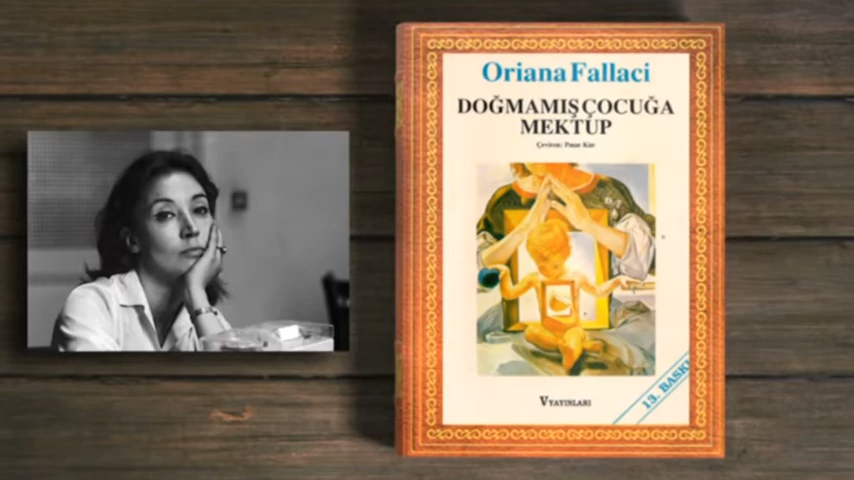 Oriana Fallaci
DOĞMAMIŞ ÇOCUĞA
MEKTUP
Çeviren: Pınar Kür
V YAYINLARI
13. BASKI